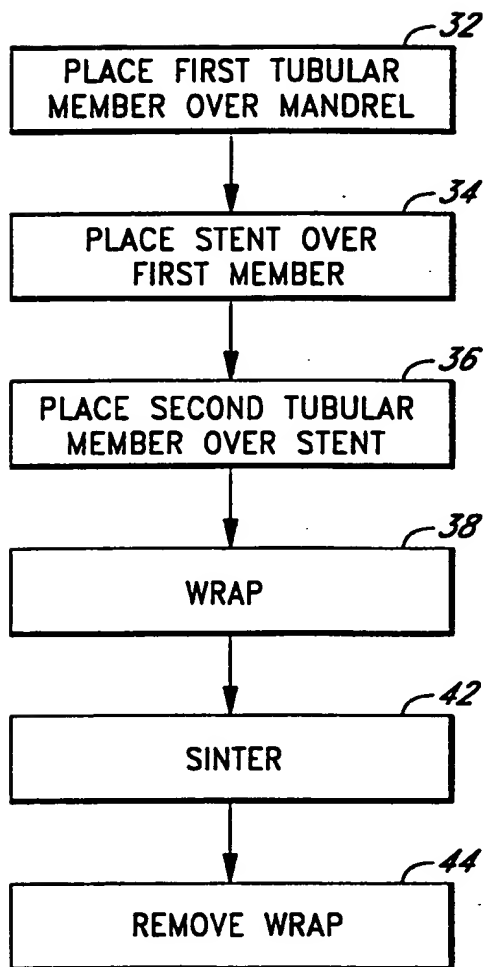 32
PLACE FIRST TUBULAR
MEMBER OVER MANDREL
34
PLACE STENT OVER
FIRST MEMBER
36
PLACE SECOND TUBULAR
MEMBER OVER STENT
38
WRAP
42
SINTER
44
REMOVE WRAP